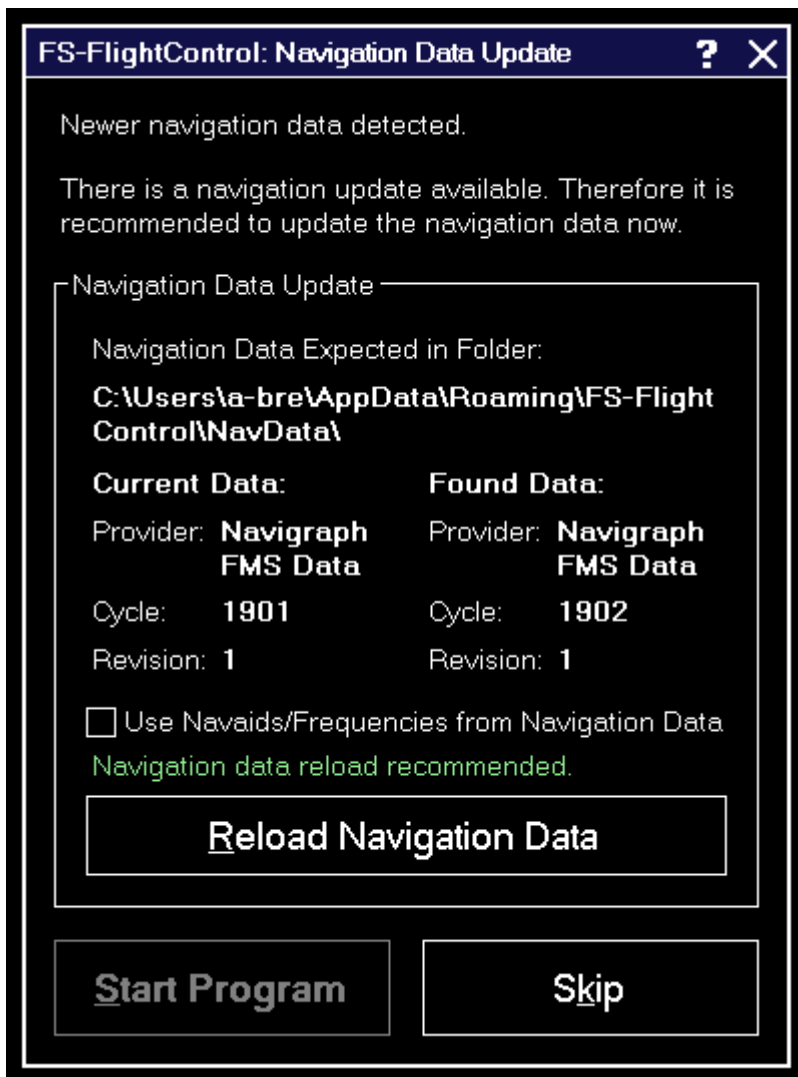 FS-FlightControl: Navigation Data Update ? X
Newer navigation data detected.
There is a navigation update available. Therefore it is
recommended to update the navigation data now.
Navigation Data Update
Navigation Data Expected in Folder:
C:\Users\a-bre\AppData\Roaming\FS-Flight
Control\NavData\
Current Data: Found Data:
Provider: Navigraph Provider: Navigraph
FMS Data FMS Data
Cycle: 1901 Cycle: 1902
Revision: 1 Revision: 1
Use Navaids/Frequencies from Navigation Data
Navigation data reload recommended.
Reload Navigation Data
Start Program Skip